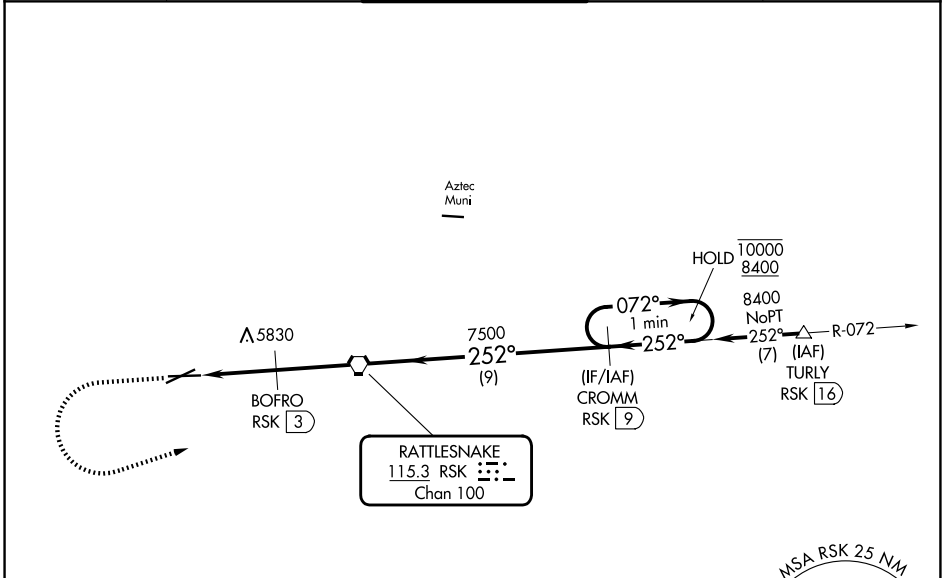 Aztec
Muni
HOLD
10000
8400
072°
1 min
252°
8400
NoPT
252°
(7)
R-072
(IAF)
TURLY
RSK 16
5830
7500
252°
(9)
(IF/IAF)
CROMM
RSK 9
BOFRO
RSK 3
RATTLESNAKE
115.3 RSK
Chan 100
MSA RSK 25 NM